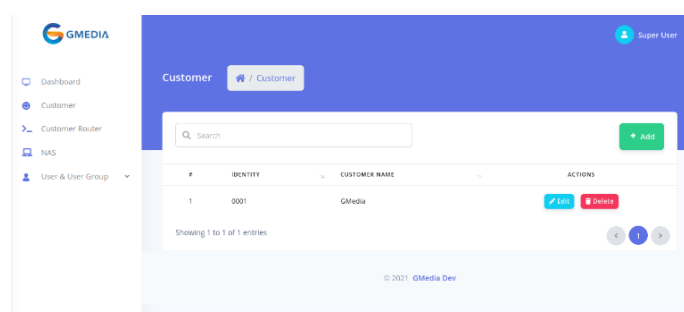 GMEDIA
Super User
Dashboard
Customer
Customer Router
NAS
User & User Group
Customer
/ Customer
Search
+ Add
# IDENTITY CUSTOMER NAME ACTIONS
1 0001 GMedia Edit Delete
Showing 1 to 1 of 1 entries
< 1 >
© 2021 GMedia Dev